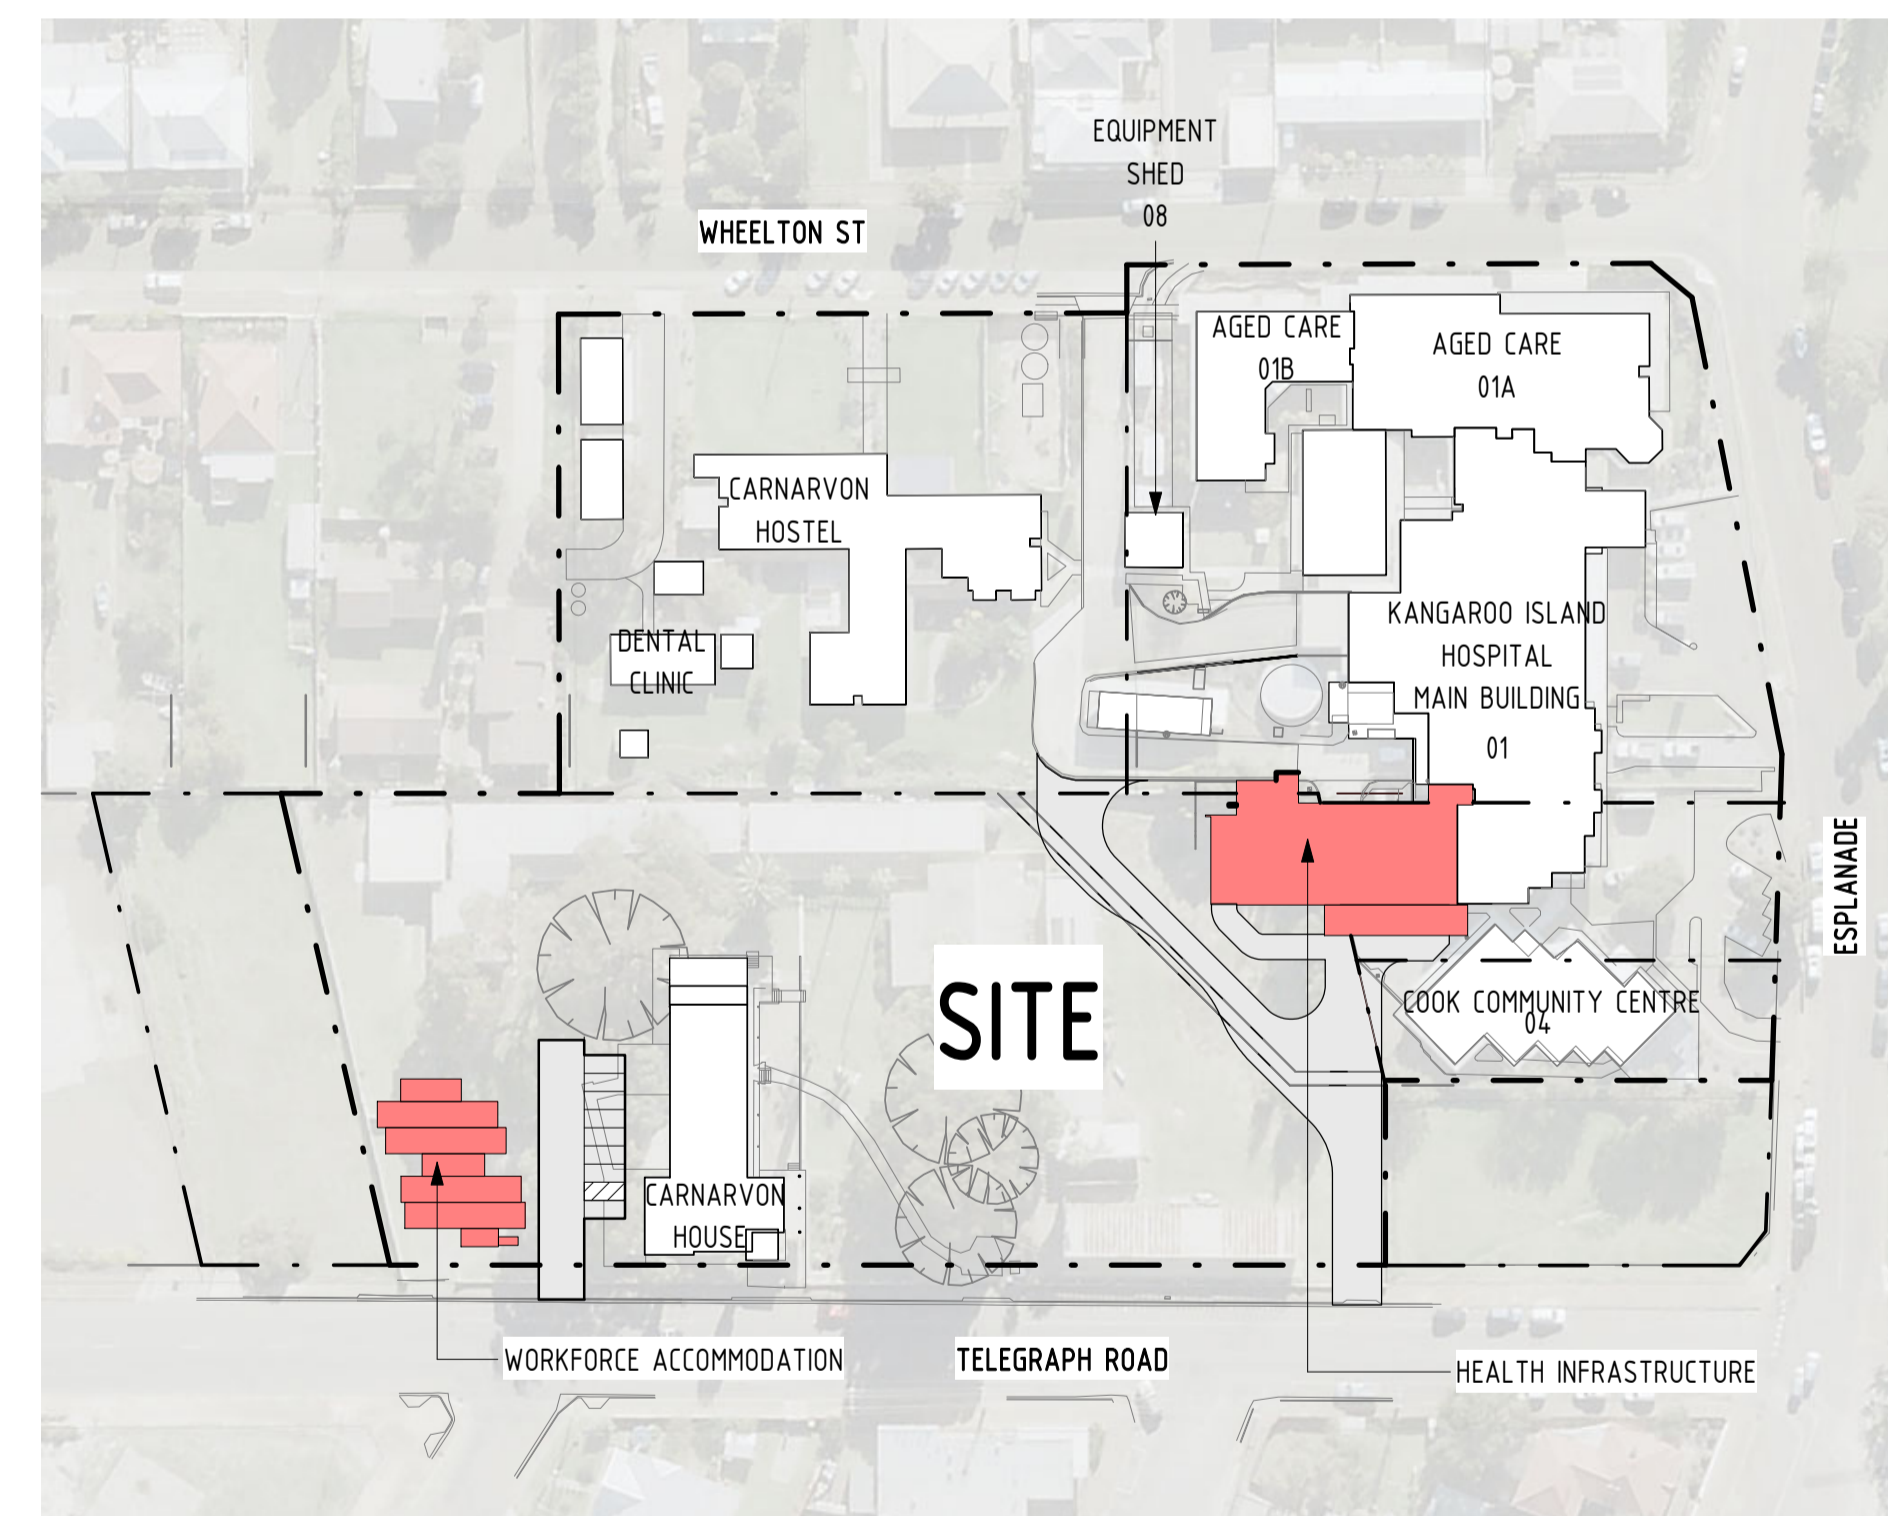 EQUIPMENT
SHED
08
WHEELTON ST
AGED CARE
01B
AGED CARE
01A
CARNARVON
HOSTEL
DENTAL
CLINIC
KANGAROO ISLAND
HOSPITAL
MAIN BUILDING
01
ESPLANADE
SITE
COOK COMMUNITY CENTRE
04
CARNARVON
HOUSE
WORKFORCE ACCOMMODATION
TELEGRAPH ROAD
HEALTH INFRASTRUCTURE